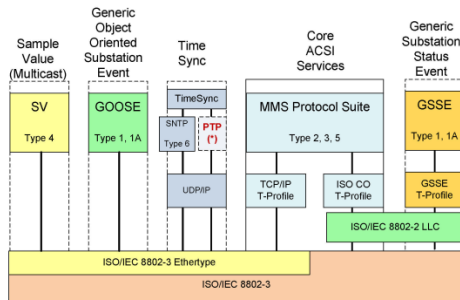 Sample
Value
(Multicast)
Generic
Object
Oriented
Substation
Event
Time
Sync
Core
ACSI
Services
Generic
Substation
Status
Event
SV
Type 4
GOOSE
Type 1, 1A
TimeSync
SNTP
Type 6
PTP
(*)
MMS Protocol Suite
Type 2, 3, 5
GSSE
Type 1, 1A
UDP/IP
TCP/IP
T-Profile
ISO CO
T-Profile
GSSE
T-Profile
ISO/IEC 8802-2 LLC
ISO/IEC 8802-3 Ethertype
ISO/IEC 8802-3